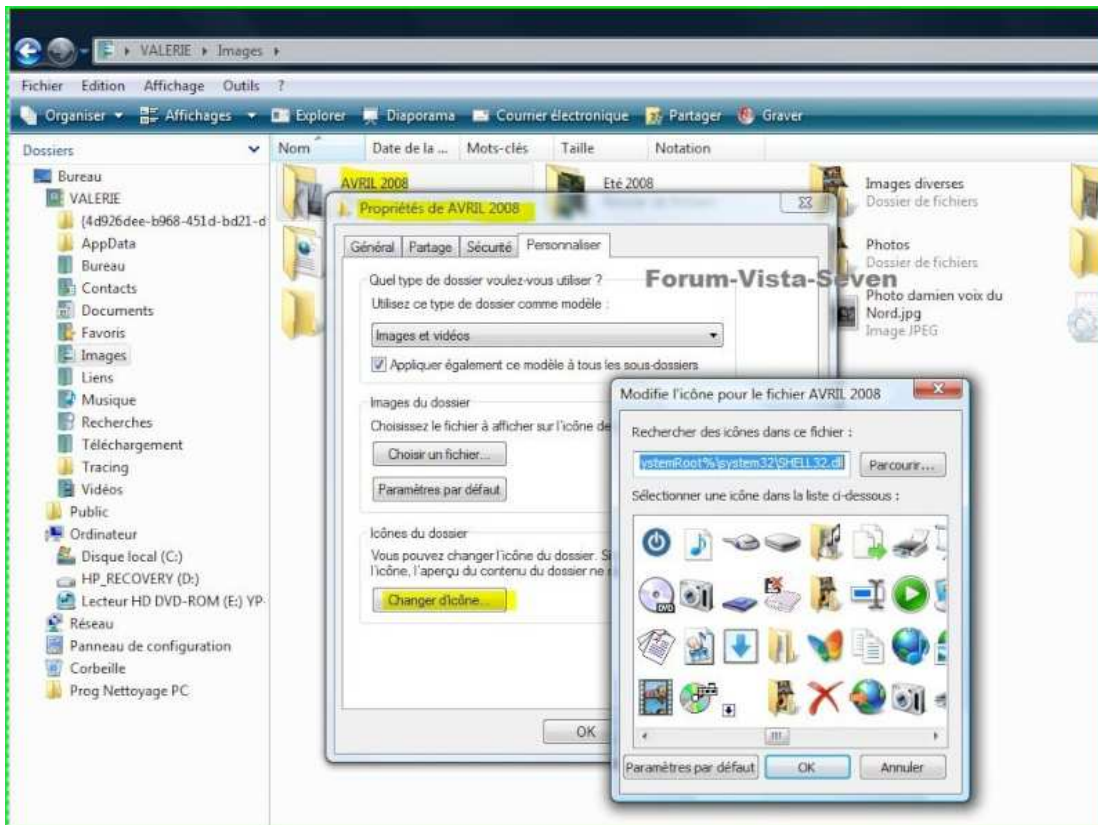 VALERIE Images
Fichier Edition Affichage Outils ?
Organiser Affichages Explorer Diaporama Courrier électronique Partager Graver
Dossiers
Nom Date de la ... Mots-clés Taille Notation
Bureau
VALERIE
{4d926dee-b968-451d-bd21-d
AppData
Bureau
Contacts
Documents
Favoris
Images
Liens
Musique
Recherches
Téléchargement
Tracing
Vidéos
Public
Ordinateur
Disque local (C:)
HP_RECOVERY (D:)
Lecteur HD DVD-ROM (E:) YP-
Réseau
Panneau de configuration
Corbeille
Prog Nettoyage PC
AVRIL 2008
Eté 2008
Images diverses
Dossier de fichiers
Photos
Dossier de fichiers
Photo damien voix du
Nord.jpg
Image JPEG
Forum-Vista-Seven
Propriétés de AVRIL 2008
Général Partage Sécurité Personnaliser
Quel type de dossier voulez-vous utiliser ?
Utilisez ce type de dossier comme modèle :
Images et vidéos
Appliquer également ce modèle à tous les sous-dossiers
Images du dossier
Choisissez le fichier à afficher sur l'icône de
Choisir un fichier...
Paramètres par défaut
Icônes du dossier
Vous pouvez changer l'icône du dossier. Si
l'icône, l'aperçu du contenu du dossier ne
Changer d'icône...
OK
Modifie l'icône pour le fichier AVRIL 2008
Rechercher des icônes dans ce fichier :
ystemRoot%\system32\SHELL32.dll
Parcourir...
Sélectionner une icône dans la liste ci-dessous :
DVD
Paramètres par défaut OK Annuler